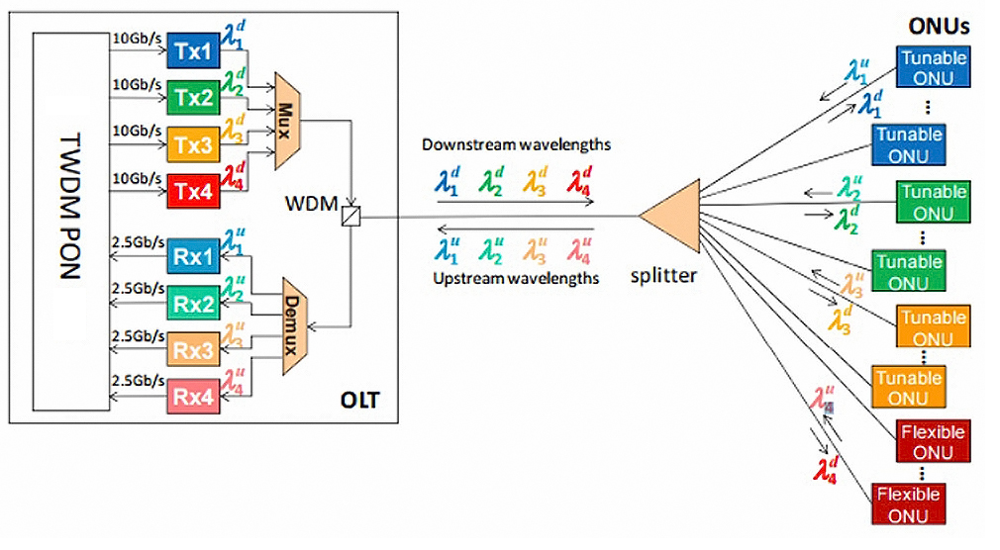 ONUs
10Gb/s
Tx1
λ₁ᵈ
10Gb/s
Tx2
λ₂ᵈ
10Gb/s
Tx3
λ₃ᵈ
10Gb/s
Tx4
λ₄ᵈ
Mux
TWDM PON
WDM
2.5Gb/s
Rx1
λ₁ᵘ
2.5Gb/s
Rx2
λ₂ᵘ
2.5Gb/s
Rx3
λ₃ᵘ
2.5Gb/s
Rx4
λ₄ᵘ
Demux
OLT
Downstream wavelengths
λ₁ᵈ λ₂ᵈ λ₃ᵈ λ₄ᵈ
λ₁ᵘ λ₂ᵘ λ₃ᵘ λ₄ᵘ
Upstream wavelengths
splitter
λ₁ᵘ
λ₁ᵈ
λ₂ᵘ
λ₂ᵈ
λ₃ᵘ
λ₃ᵈ
λ₄ᵘ
λ₄ᵈ
Tunable
ONU
Tunable
ONU
Tunable
ONU
Tunable
ONU
Tunable
ONU
Tunable
ONU
Flexible
ONU
Flexible
ONU